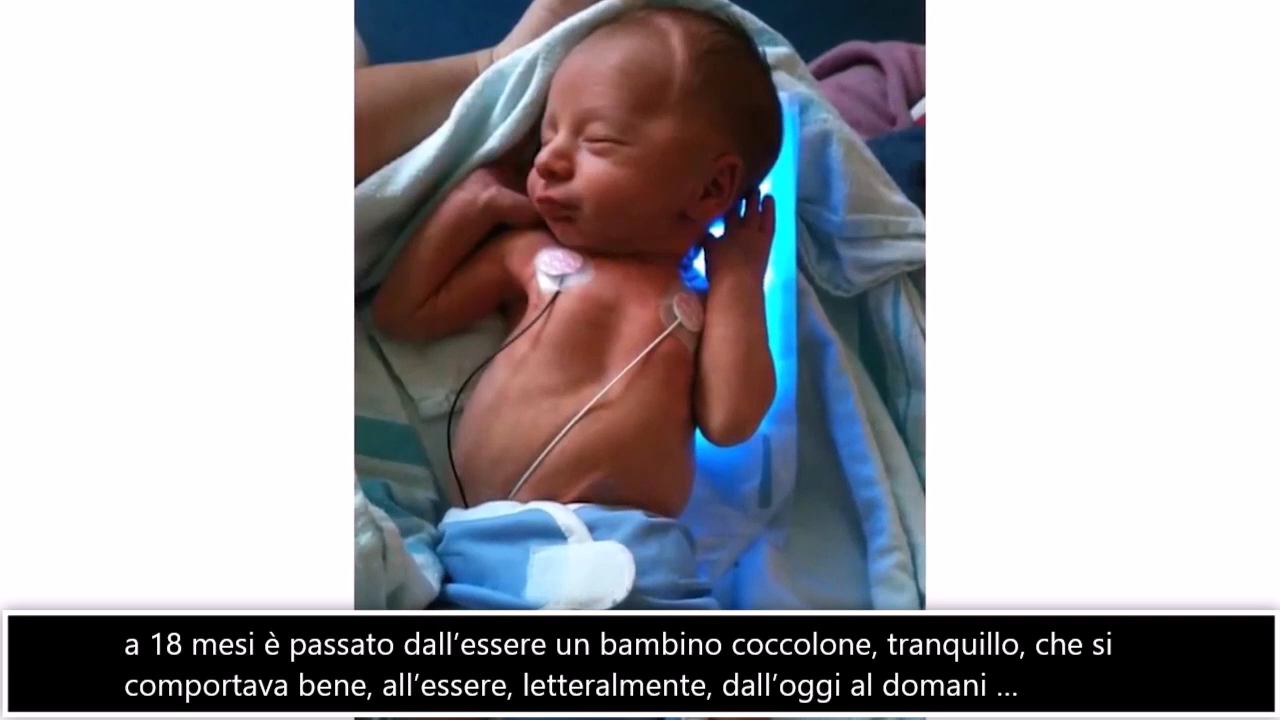 a 18 mesi è passato dall’essere un bambino coccolone, tranquillo, che si
comportava bene, all’essere, letteralmente, dall’oggi al domani ...